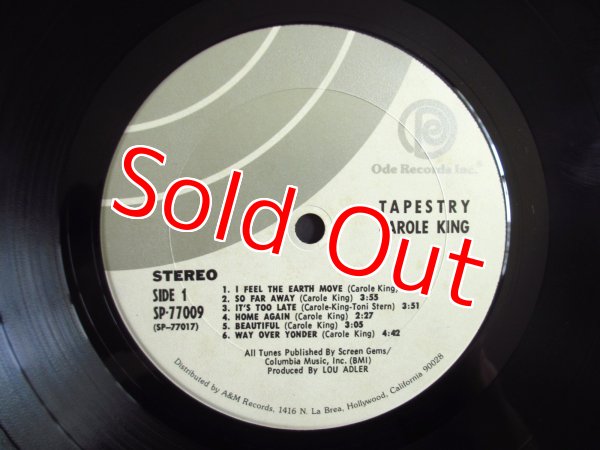 Ode Records Inc.®
TAPESTRY
CAROLE KING
STEREO
SIDE 1
SP-77009
(SP-77017)
1. I FEEL THE EARTH MOVE (Carole King)
2. SO FAR AWAY (Carole King) 3:55
3. IT'S TOO LATE (Carole-King-Toni Stern) 3:51
4. HOME AGAIN (Carole King) 2:27
5. BEAUTIFUL (Carole King) 3:05
6. WAY OVER YONDER (Carole King) 4:42
All Tunes Published By Screen Gems/
Columbia Music, Inc. (BMI)
Produced By LOU ADLER
Distributed by A&M Records, 1416 N. La Brea, Hollywood, California 90028
Sold Out